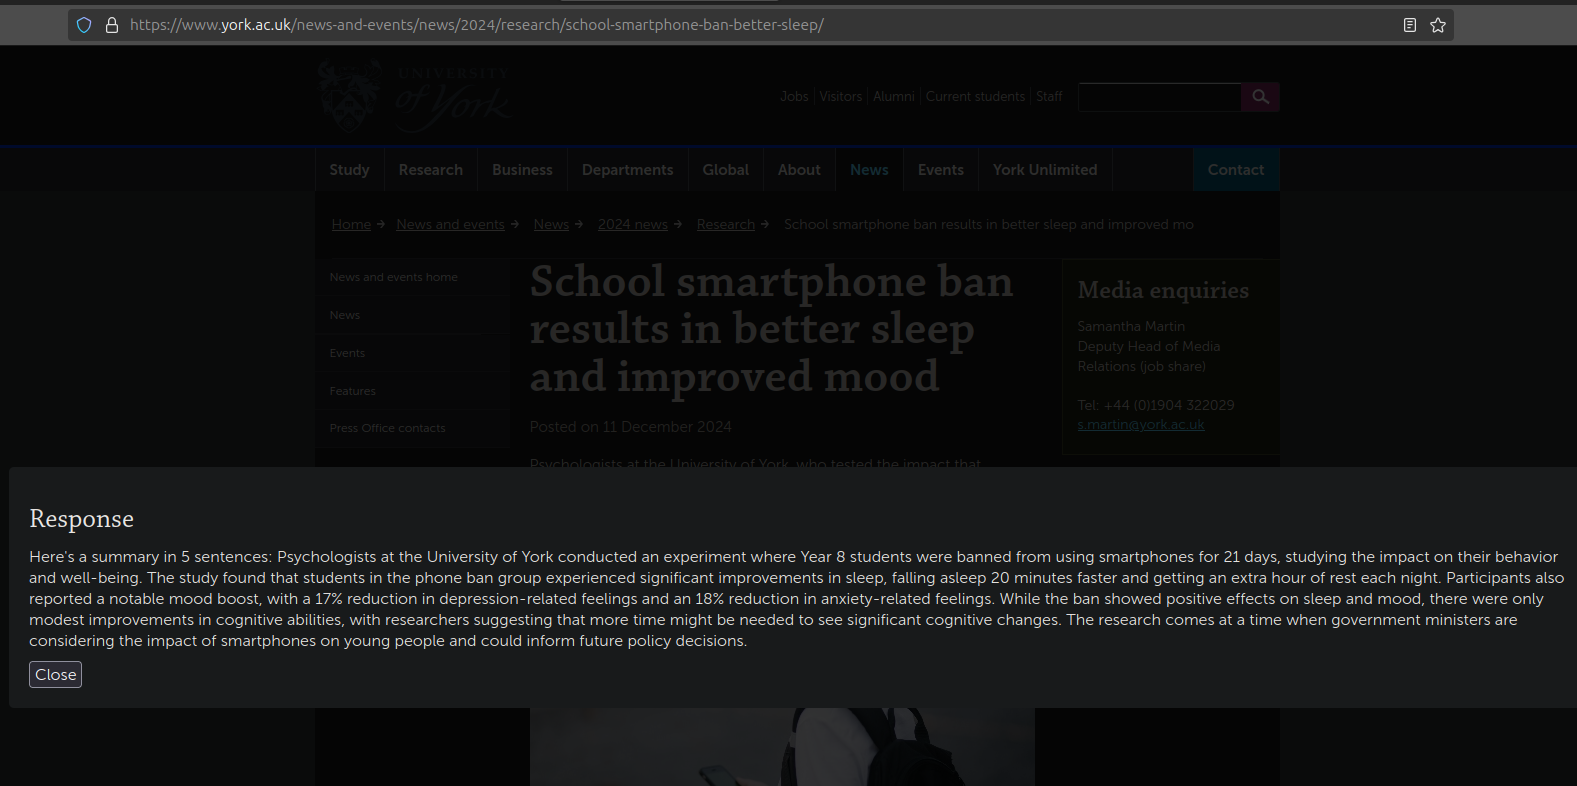 https://www.york.ac.uk/news-and-events/news/2024/research/school-smartphone-ban-better-sleep/
UNIVERSITY
of York
Jobs Visitors Alumni Current students Staff
Study Research Business Departments Global About News Events York Unlimited Contact
Home → News and events → News → 2024 news → Research → School smartphone ban results in better sleep and improved mo
News and events home
News
Events
Features
Press Office contacts
School smartphone ban
results in better sleep
and improved mood
Posted on 11 December 2024
Psychologists at the University of York, who tested the impact that
Media enquiries
Samantha Martin
Deputy Head of Media
Relations (job share)
Tel: +44 (0)1904 322029
s.martin@york.ac.uk
Response
Here's a summary in 5 sentences: Psychologists at the University of York conducted an experiment where Year 8 students were banned from using smartphones for 21 days, studying the impact on their behavior
and well-being. The study found that students in the phone ban group experienced significant improvements in sleep, falling asleep 20 minutes faster and getting an extra hour of rest each night. Participants also
reported a notable mood boost, with a 17% reduction in depression-related feelings and an 18% reduction in anxiety-related feelings. While the ban showed positive effects on sleep and mood, there were only
modest improvements in cognitive abilities, with researchers suggesting that more time might be needed to see significant cognitive changes. The research comes at a time when government ministers are
considering the impact of smartphones on young people and could inform future policy decisions.
Close